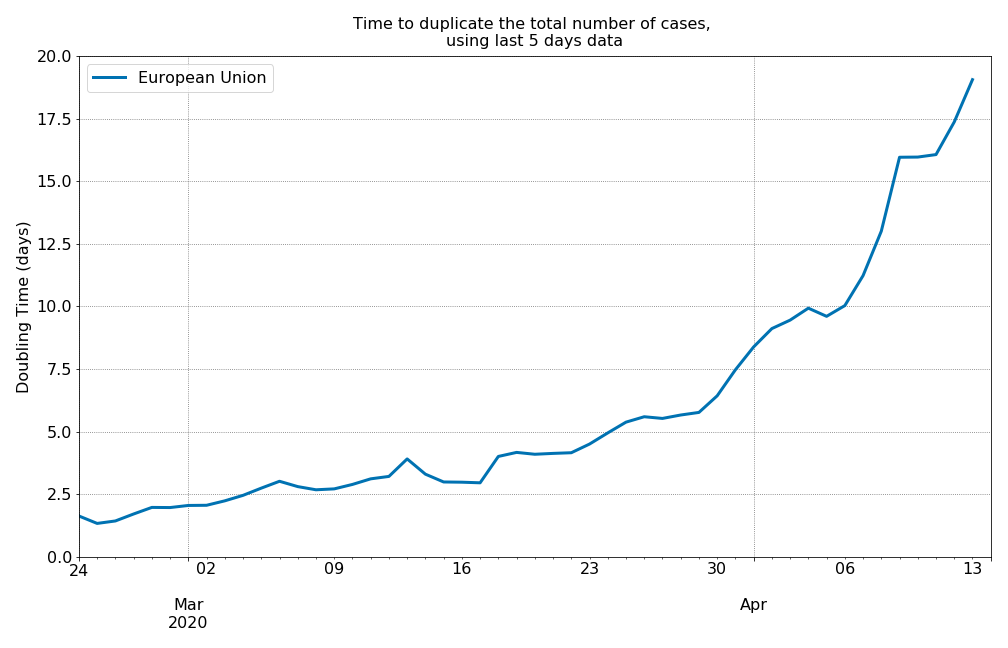 Time to duplicate the total number of cases,
using last 5 days data
European Union
Doubling Time (days)
20.0
17.5
15.0
12.5
10.0
7.5
5.0
2.5
0.0
24 02 09 16 23 30 06 13
Mar Apr
2020